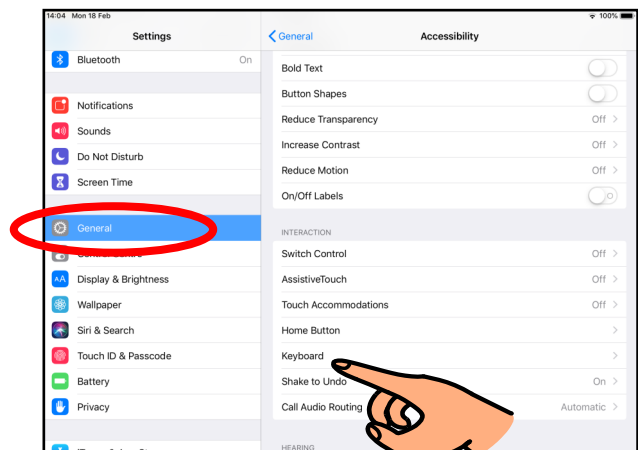 14:04 Mon 18 Feb
100%
Settings
General
Accessibility
Bluetooth On
Notifications
Sounds
Do Not Disturb
Screen Time
General
Display & Brightness
Wallpaper
Siri & Search
Touch ID & Passcode
Battery
Privacy
Bold Text
Button Shapes
Reduce Transparency Off
Increase Contrast Off
Reduce Motion Off
On/Off Labels
INTERACTION
Switch Control Off
AssistiveTouch Off
Touch Accommodations Off
Home Button
Keyboard
Shake to Undo On
Call Audio Routing Automatic
HEARING